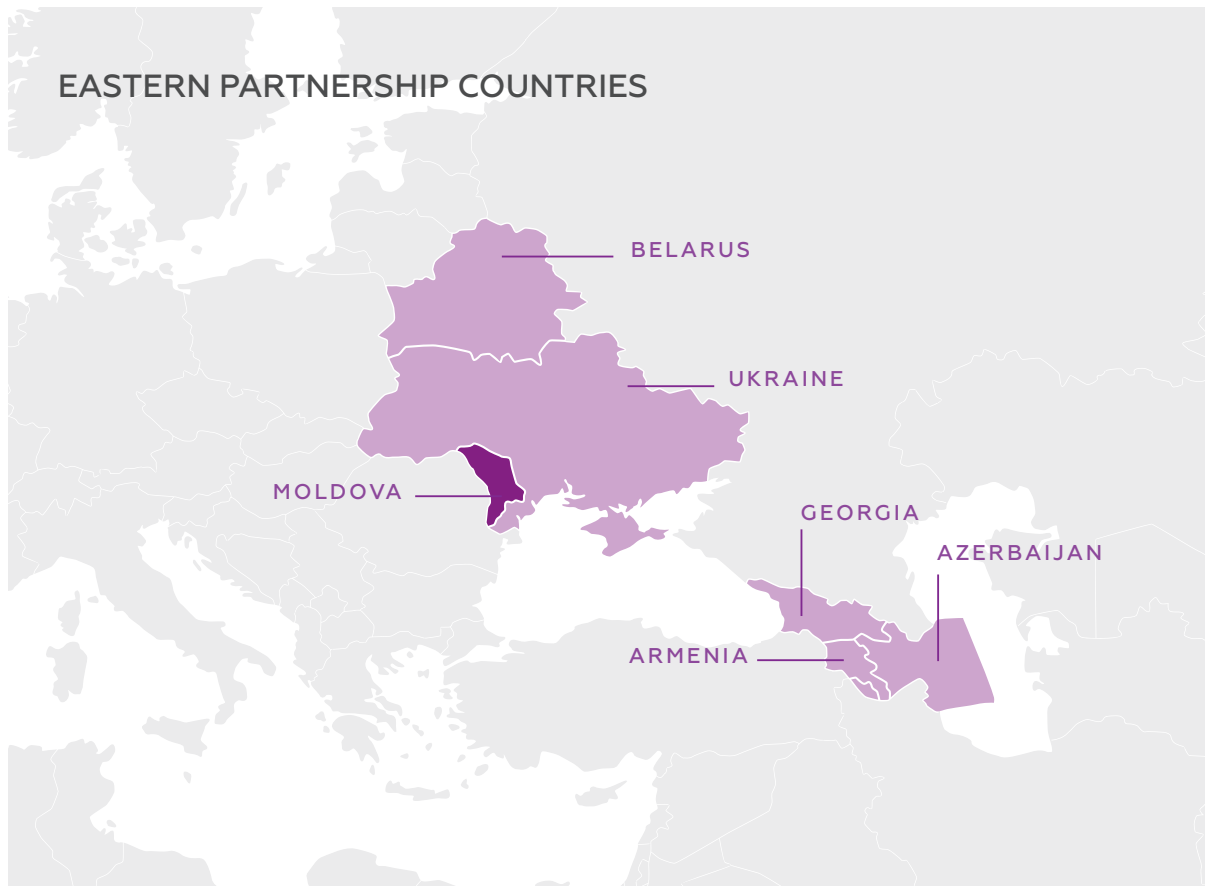 EASTERN PARTNERSHIP COUNTRIES
BELARUS
UKRAINE
MOLDOVA
GEORGIA
AZERBAIJAN
ARMENIA